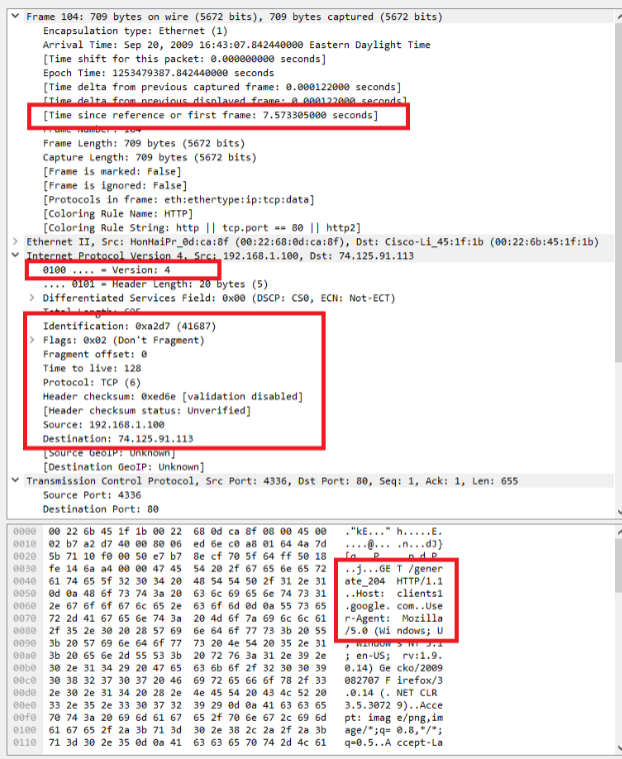 Frame 104: 709 bytes on wire (5672 bits), 709 bytes captured (5672 bits)
Encapsulation type: Ethernet (1)
Arrival Time: Sep 20, 2009 16:43:07.842440000 Eastern Daylight Time
[Time shift for this packet: 0.000000000 seconds]
Epoch Time: 1253479387.842440000 seconds
[Time delta from previous captured frame: 0.000122000 seconds]
[Time delta from previous displayed frame: 0.000122000 seconds]
[Time since reference or first frame: 7.573305000 seconds]
Frame Number: 104
Frame Length: 709 bytes (5672 bits)
Capture Length: 709 bytes (5672 bits)
[Frame is marked: False]
[Frame is ignored: False]
[Protocols in frame: eth:ethertype:ip:tcp:data]
[Coloring Rule Name: HTTP]
[Coloring Rule String: http || tcp.port == 80 || http2]
Ethernet II, Src: HonHaiPr_0d:ca:8f (00:22:68:0d:ca:8f), Dst: Cisco-Li_45:1f:1b (00:22:6b:45:1f:1b)
Internet Protocol Version 4, Src: 192.168.1.100, Dst: 74.125.91.113
0100 .... = Version: 4
.... 0101 = Header Length: 20 bytes (5)
Differentiated Services Field: 0x00 (DSCP: CS0, ECN: Not-ECT)
Total Length: 695
Identification: 0xa2d7 (41687)
Flags: 0x02 (Don't Fragment)
Fragment offset: 0
Time to live: 128
Protocol: TCP (6)
Header checksum: 0xed6e [validation disabled]
[Header checksum status: Unverified]
Source: 192.168.1.100
Destination: 74.125.91.113
[Source GeoIP: Unknown]
[Destination GeoIP: Unknown]
Transmission Control Protocol, Src Port: 4336, Dst Port: 80, Seq: 1, Ack: 1, Len: 655
Source Port: 4336
Destination Port: 80
0000 00 22 6b 45 1f 1b 00 22 68 0d ca 8f 08 00 45 00 ."kE..." h.....E.
0010 02 b7 a2 d7 40 00 80 06 ed 6e c0 a8 01 64 4a 7d ....@... .n...dJ}
0020 5b 71 10 f0 00 50 e7 b7 8e cf 70 5f 64 ff 50 18
0030 fe 14 6a a4 00 00 47 45 54 20 2f 67 65 6e 65 72 ..j...GE T /gener
0040 61 74 65 5f 32 30 34 20 48 54 54 50 2f 31 2e 31 ate_204 HTTP/1.1
0050 0d 0a 48 6f 73 74 3a 20 63 6c 69 65 6e 74 73 31 ..Host: clients1
0060 2e 67 6f 6f 67 6c 65 2e 63 6f 6d 0d 0a 55 73 65 .google. com..Use
0070 72 2d 41 67 65 6e 74 3a 20 4d 6f 7a 69 6c 6c 61 r-Agent: Mozilla
0080 2f 35 2e 30 20 28 57 69 6e 64 6f 77 73 3b 20 55 /5.0 (Wi ndows; U
0090 3b 20 57 69 6e 64 6f 77 73 20 4e 54 20 35 2e 31 ; Window s NT 5.1
00a0 3b 20 65 6e 2d 55 53 3b 20 72 76 3a 31 2e 39 2e ; en-US; rv:1.9.
00b0 30 2e 31 34 29 20 47 65 63 6b 6f 2f 32 30 30 39 0.14) Ge cko/2009
00c0 30 38 32 37 30 37 20 46 69 72 65 66 6f 78 2f 33 082707 F irefox/3
00d0 2e 30 2e 31 34 20 28 2e 4e 45 54 20 43 4c 52 20 .0.14 (. NET CLR
00e0 33 2e 35 2e 33 30 37 32 39 29 0d 0a 41 63 63 65 3.5.3072 9)..Acce
00f0 70 74 3a 20 69 6d 61 67 65 2f 70 6e 67 2c 69 6d pt: imag e/png,im
0100 61 67 65 2f 2a 3b 71 3d 30 2e 38 2c 2a 2f 2a 3b age/*;q= 0.8,*/*;
0110 71 3d 30 2e 35 0d 0a 41 63 63 65 70 74 2d 4c 61 q=0.5..A ccept-La